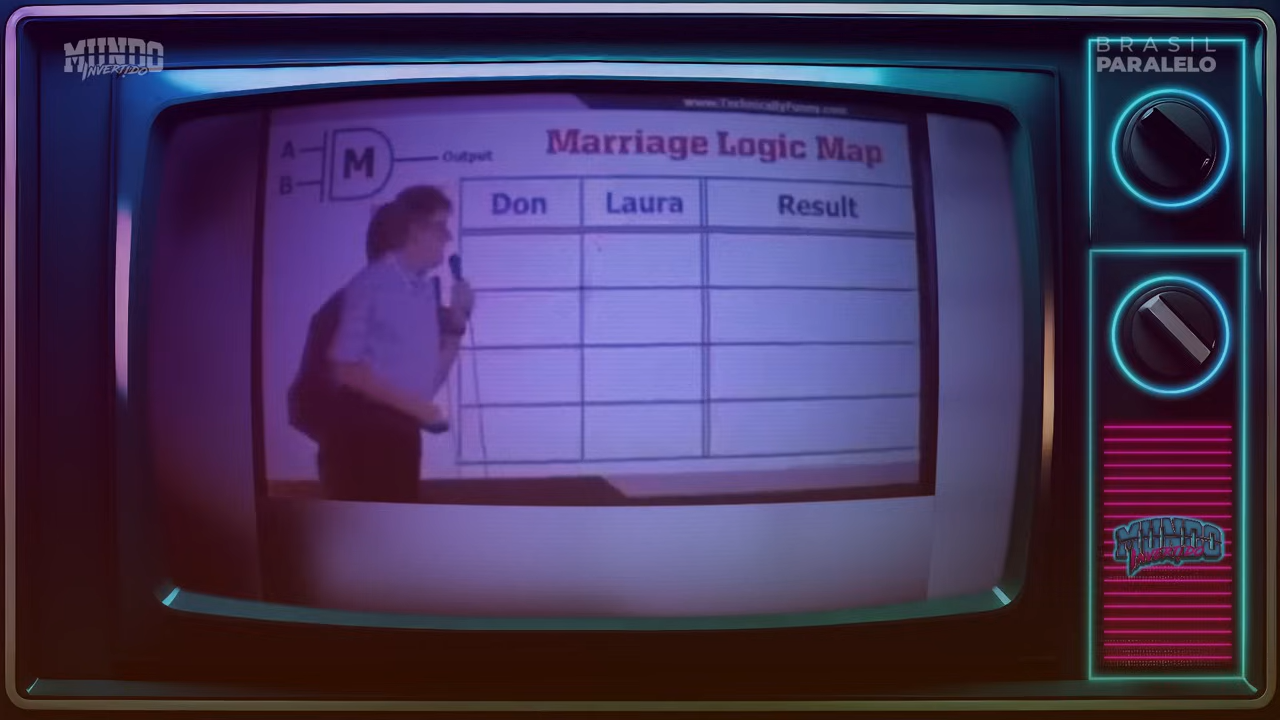 MUNDO
INVERTIDO
BRASIL
PARALELO
www.TechnicallyFunny.com
Marriage Logic Map
A
M
Output
B
Don Laura Result
MUNDO
INVERTIDO